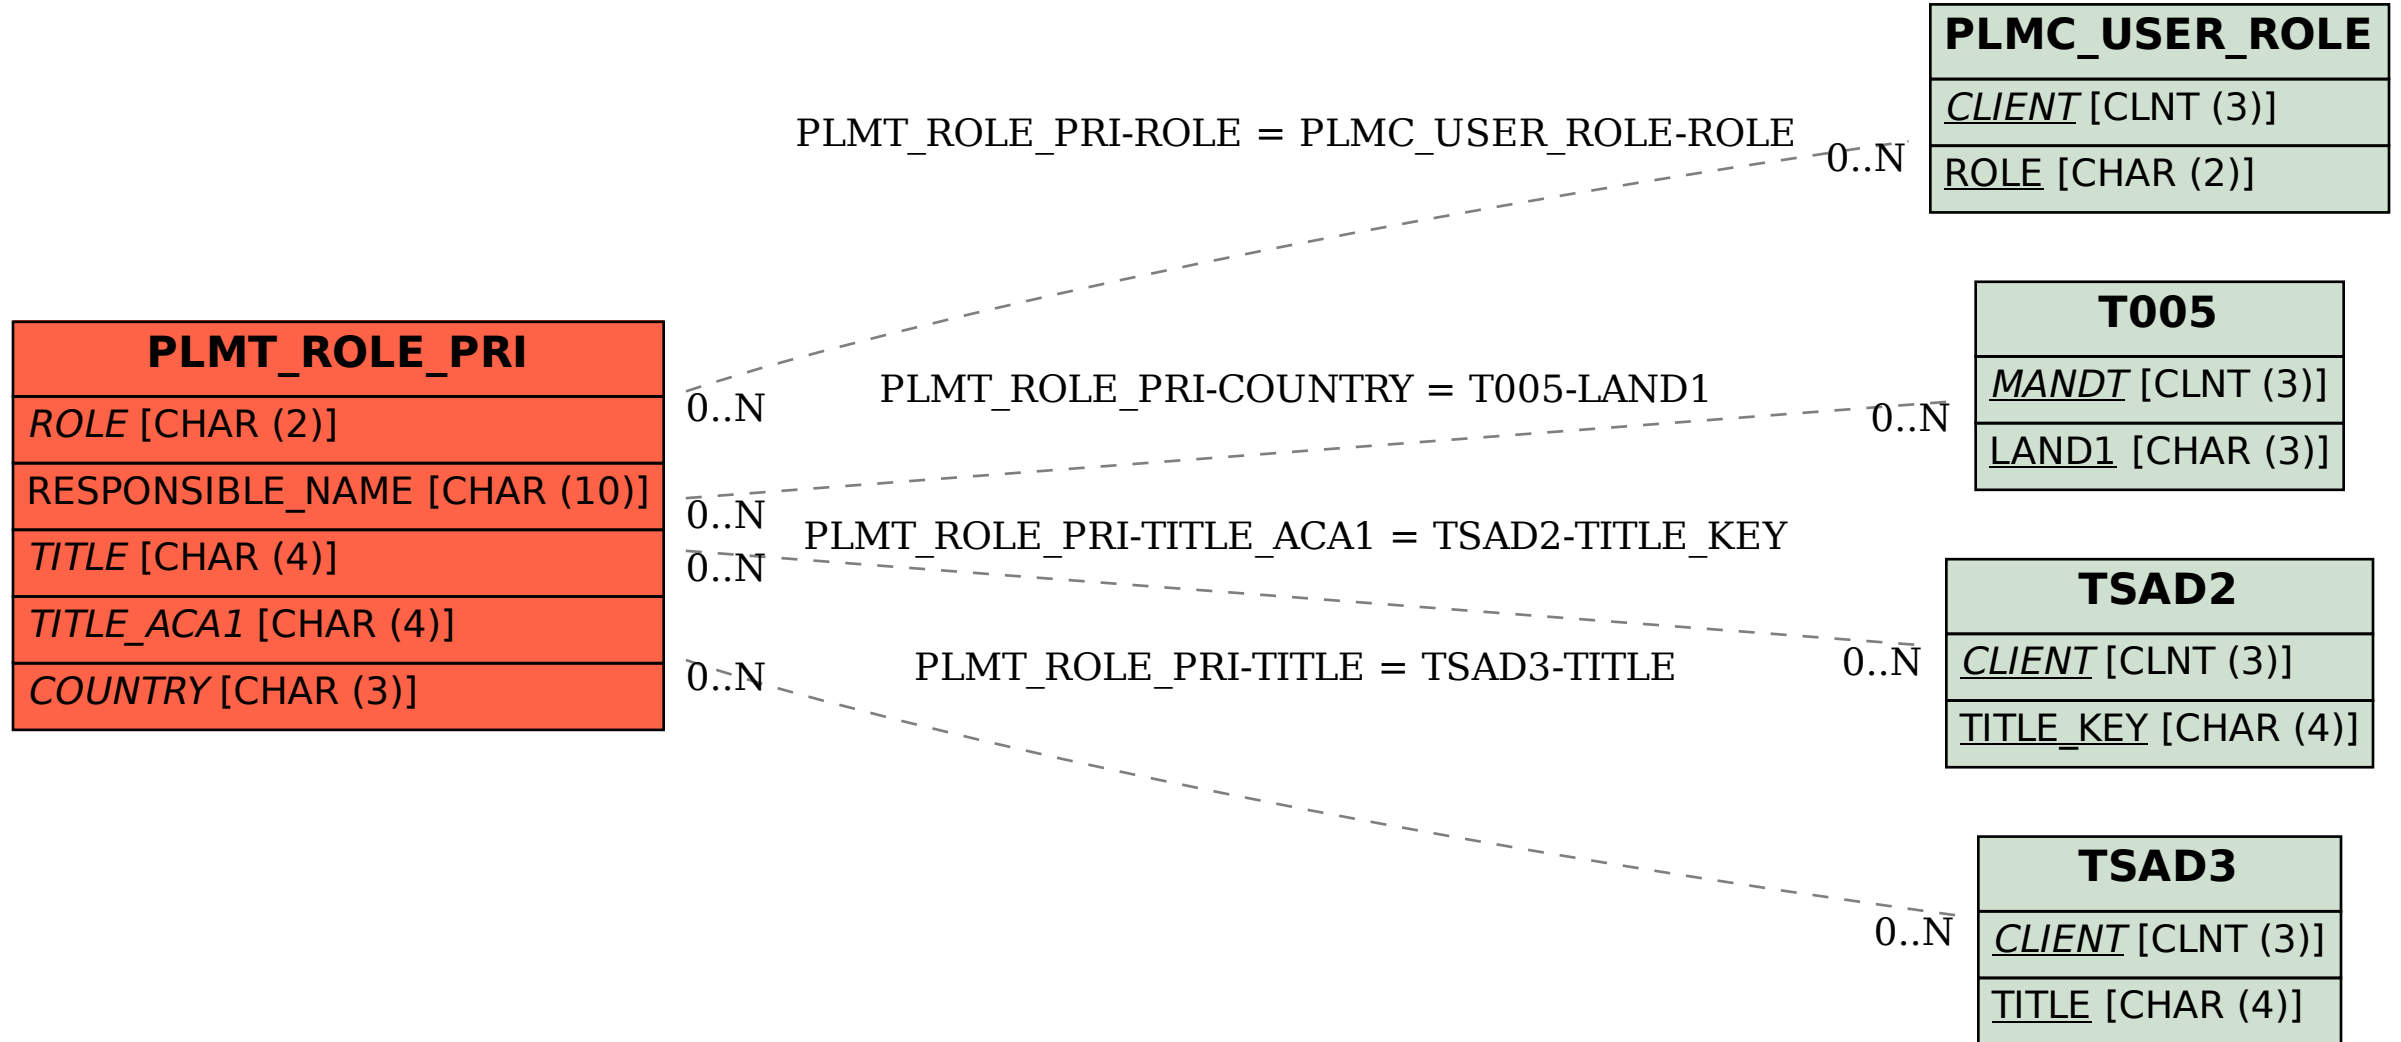 PLMC_USER_ROLE
CLIENT [CLNT (3)]
ROLE [CHAR (2)]
PLMT_ROLE_PRI-ROLE = PLMC_USER_ROLE-ROLE
0..N
T005
MANDT [CLNT (3)]
LAND1 [CHAR (3)]
PLMT_ROLE_PRI
ROLE [CHAR (2)]
RESPONSIBLE_NAME [CHAR (10)]
TITLE [CHAR (4)]
TITLE_ACA1 [CHAR (4)]
COUNTRY [CHAR (3)]
0..N
PLMT_ROLE_PRI-COUNTRY = T005-LAND1
0..N
0..N
PLMT_ROLE_PRI-TITLE_ACA1 = TSAD2-TITLE_KEY
0..N
TSAD2
CLIENT [CLNT (3)]
TITLE_KEY [CHAR (4)]
0..N
PLMT_ROLE_PRI-TITLE = TSAD3-TITLE
0..N
TSAD3
CLIENT [CLNT (3)]
TITLE [CHAR (4)]
0..N